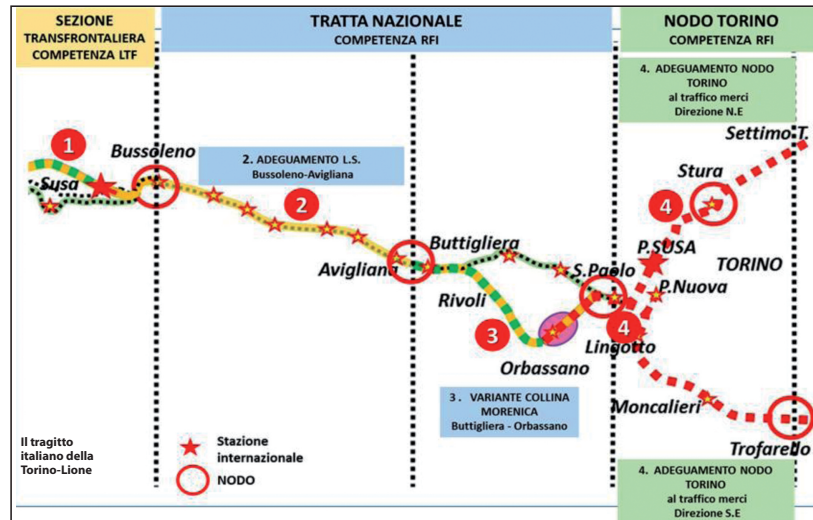 SEZIONE
TRANSFRONTALIERA
COMPETENZA LTF
TRATTA NAZIONALE
COMPETENZA RFI
NODO TORINO
COMPETENZA RFI
4. ADEGUAMENTO NODO
TORINO
al traffico merci
Direzione N.E
Settimo T.
1
Bussoleno
2. ADEGUAMENTO L.S.
Bussoleno-Avigliana
Stura
Susa
2
4
Buttigliera
P.SUSA
Avigliana
S.Paolo
TORINO
Rivoli
P.Nuova
3
4
Lingotto
Orbassano
3. VARIANTE COLLINA
MORENICA
Buttigliera - Orbassano
Moncalieri
Trofarello
Il tragitto
italiano della
Torino-Lione
Stazione
internazionale
NODO
4. ADEGUAMENTO NODO
TORINO
al traffico merci
Direzione S.E